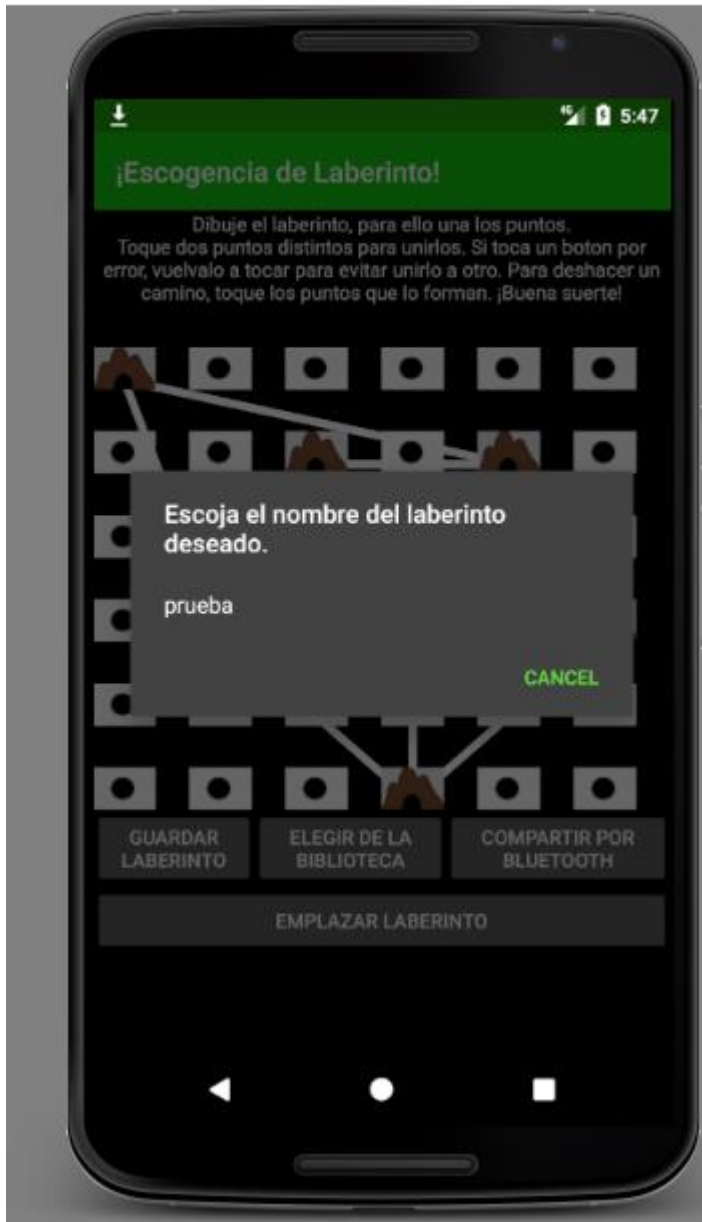 5:47
¡Escogencia de Laberinto!
Dibuje el laberinto, para ello una los puntos.
Toque dos puntos distintos para unirlos. Si toca un boton por
error, vuelvalo a tocar para evitar unirlo a otro. Para deshacer un
camino, toque los puntos que lo forman. ¡Buena suerte!
Escoja el nombre del laberinto
deseado.
prueba
CANCEL
GUARDAR
LABERINTO
ELEGIR DE LA
BIBLIOTECA
COMPARTIR POR
BLUETOOTH
EMPLAZAR LABERINTO